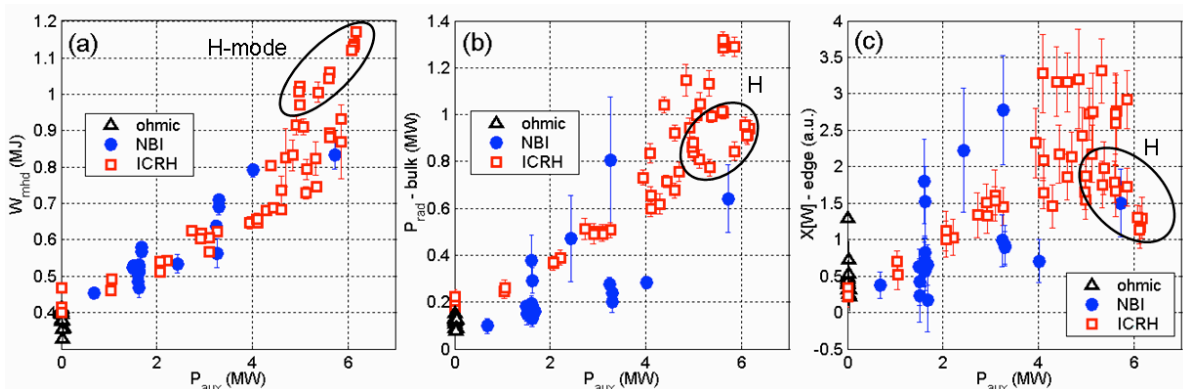 (a)
H-mode
ohmic
NBI
ICRH
W_mhd (MJ)
1.2
1.1
1
0.9
0.8
0.7
0.6
0.5
0.4
0 2 4 6
P_aux (MW)
(b)
H
ohmic
NBI
ICRH
P_rad - bulk (MW)
1.4
1.2
1
0.8
0.6
0.4
0.2
0
0 2 4 6
P_aux (MW)
(c)
H
ohmic
NBI
ICRH
X[W] - edge (a.u.)
4
3.5
3
2.5
2
1.5
1
0.5
0
-0.5
0 2 4 6
P_aux (MW)